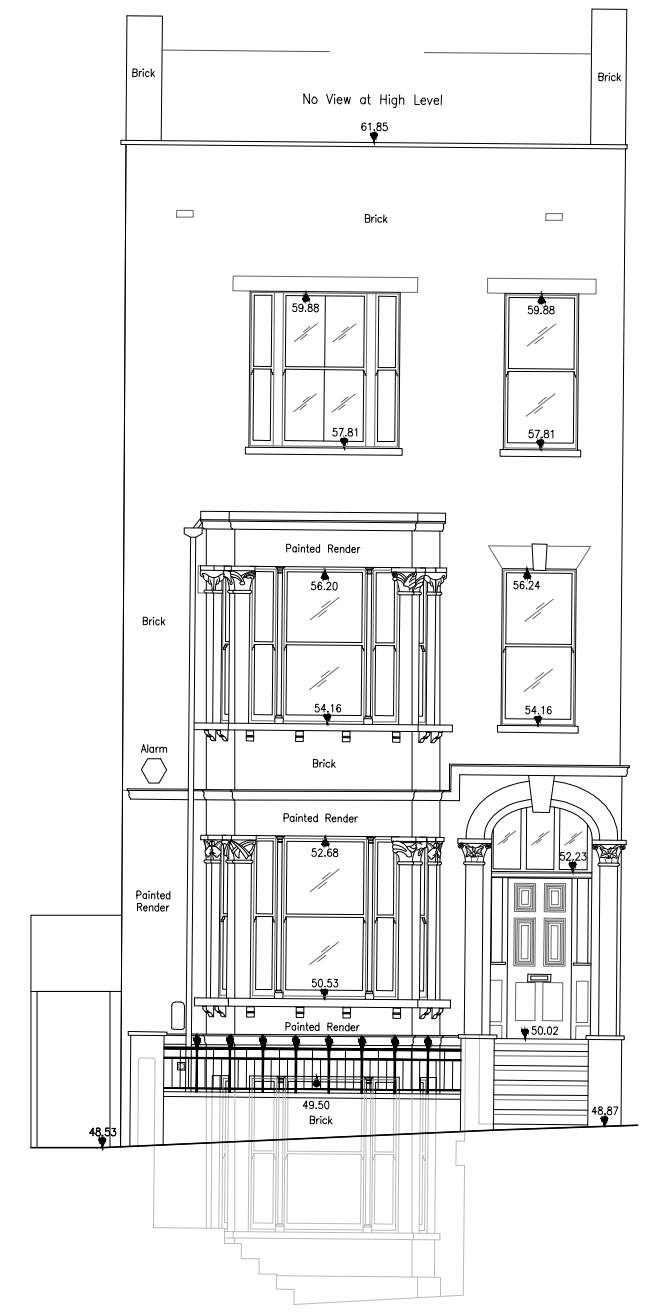 Brick
Brick
No View at High Level
61.85
Brick
59.88
59.88
57.81
57.81
Painted Render
56.20
56.24
Brick
54.16
54.16
Alarm
Brick
Painted Render
52.68
52.23
Painted
Render
50.53
Painted Render
50.02
49.50
48.87
Brick
48.53